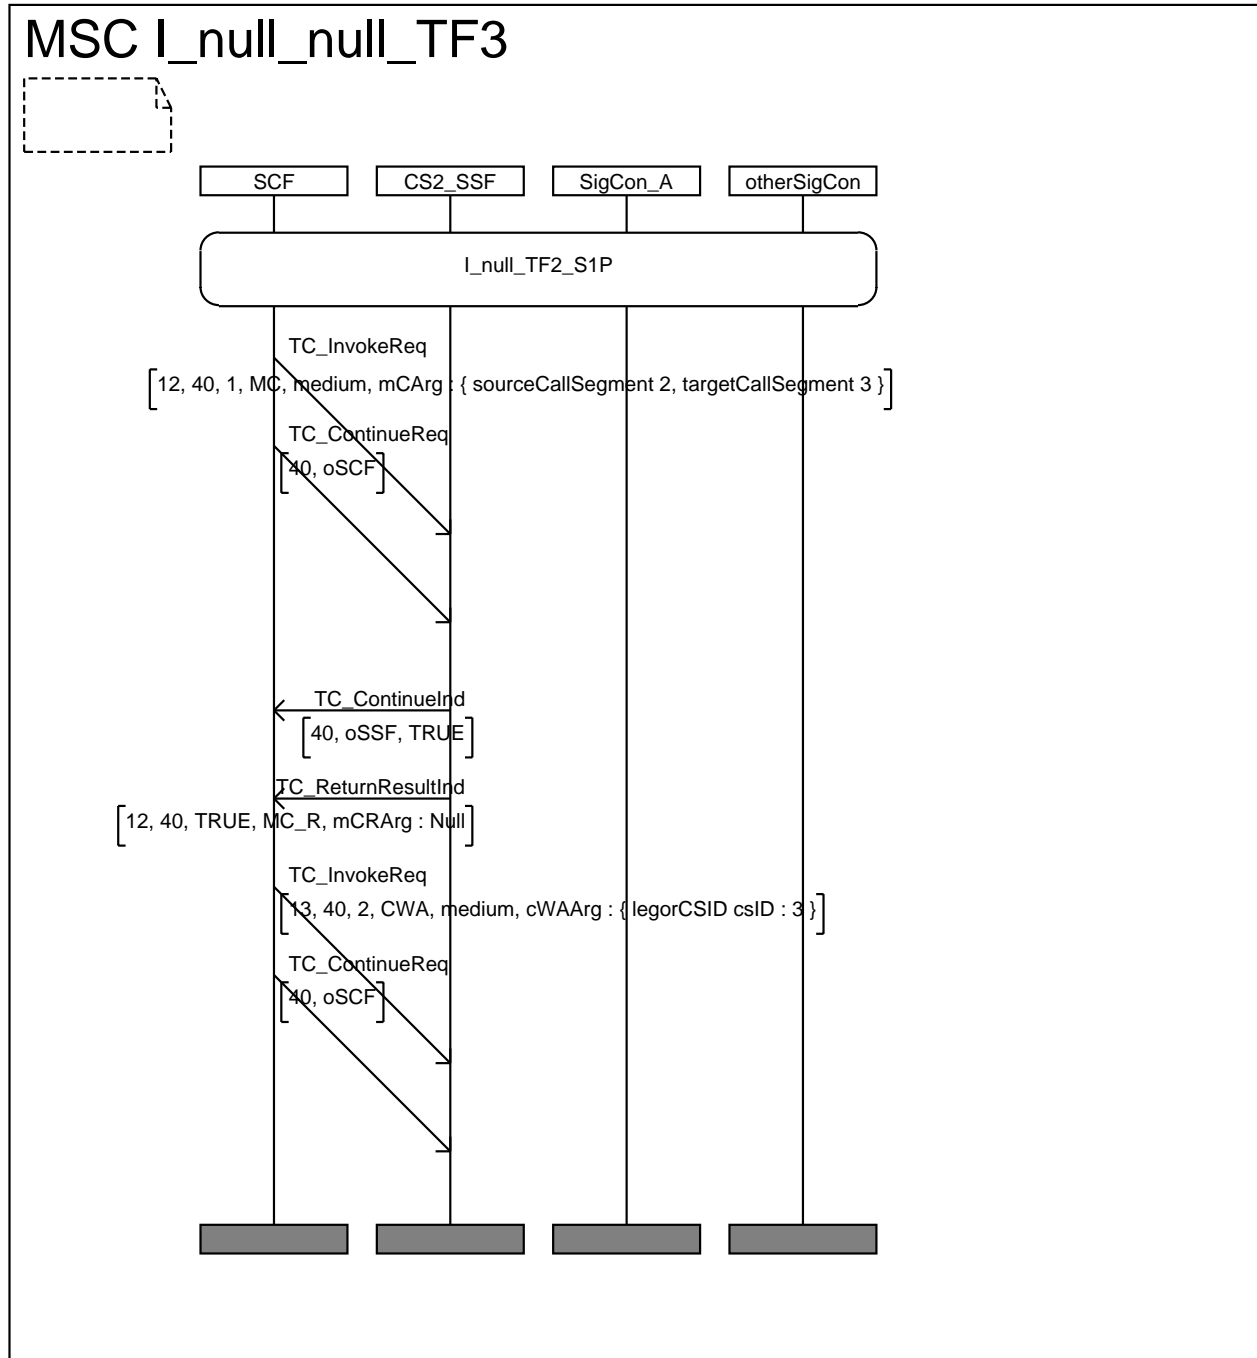 MSC I_null_null_TF3
SCF CS2_SSF SigCon_A otherSigCon
I_null_TF2_S1P
TC_InvokeReq
12, 40, 1, MC, medium, mCArg : { sourceCallSegment 2, targetCallSegment 3 }
TC_ContinueReq
40, oSCF
TC_ContinueInd
40, oSSF, TRUE
TC_ReturnResultInd
12, 40, TRUE, MC_R, mCRArg : Null
TC_InvokeReq
13, 40, 2, CWA, medium, cWAArg : { legorCSID csID : 3 }
TC_ContinueReq
40, oSCF